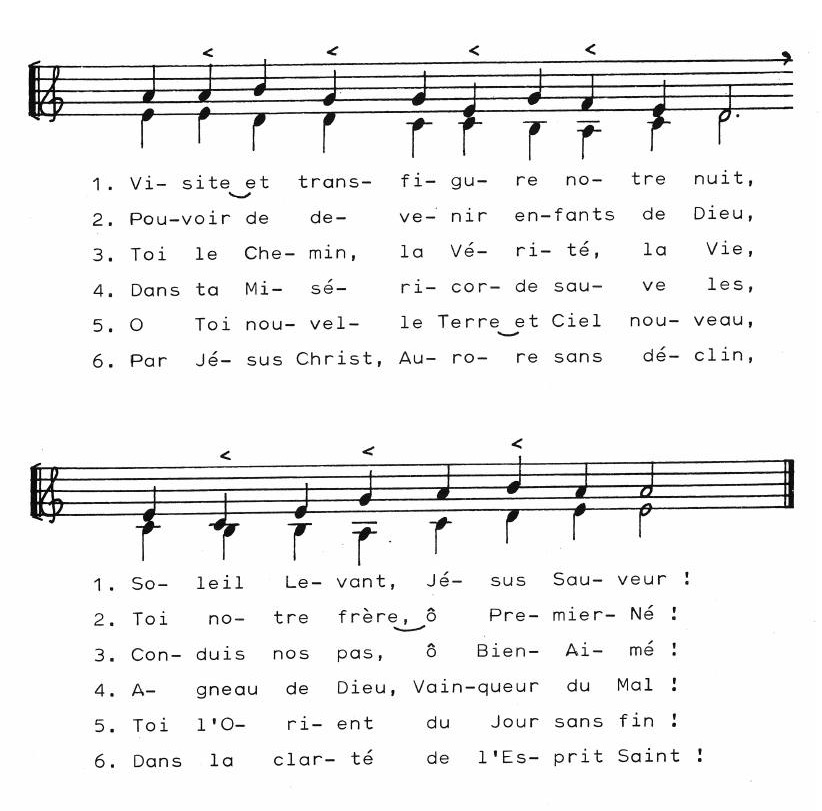 1. Vi- site et trans- fi- gu- re no- tre nuit,
2. Pou-voir de de- ve- nir en-fants de Dieu,
3. Toi le Che- min, la Vé- ri- té, la Vie,
4. Dans ta Mi- sé- ri- cor- de sau- ve les,
5. O Toi nou- vel- le Terre et Ciel nou- veau,
6. Par Jé- sus Christ, Au- ro- re sans dé- clin,
1. So- leil Le- vant, Jé- sus Sau- veur !
2. Toi no- tre frère, ô Pre- mier- Né !
3. Con- duis nos pas, ô Bien- Ai- mé !
4. A- gneau de Dieu, Vain-queur du Mal !
5. Toi l'O- ri- ent du Jour sans fin !
6. Dans la clar- té de l'Es- prit Saint !